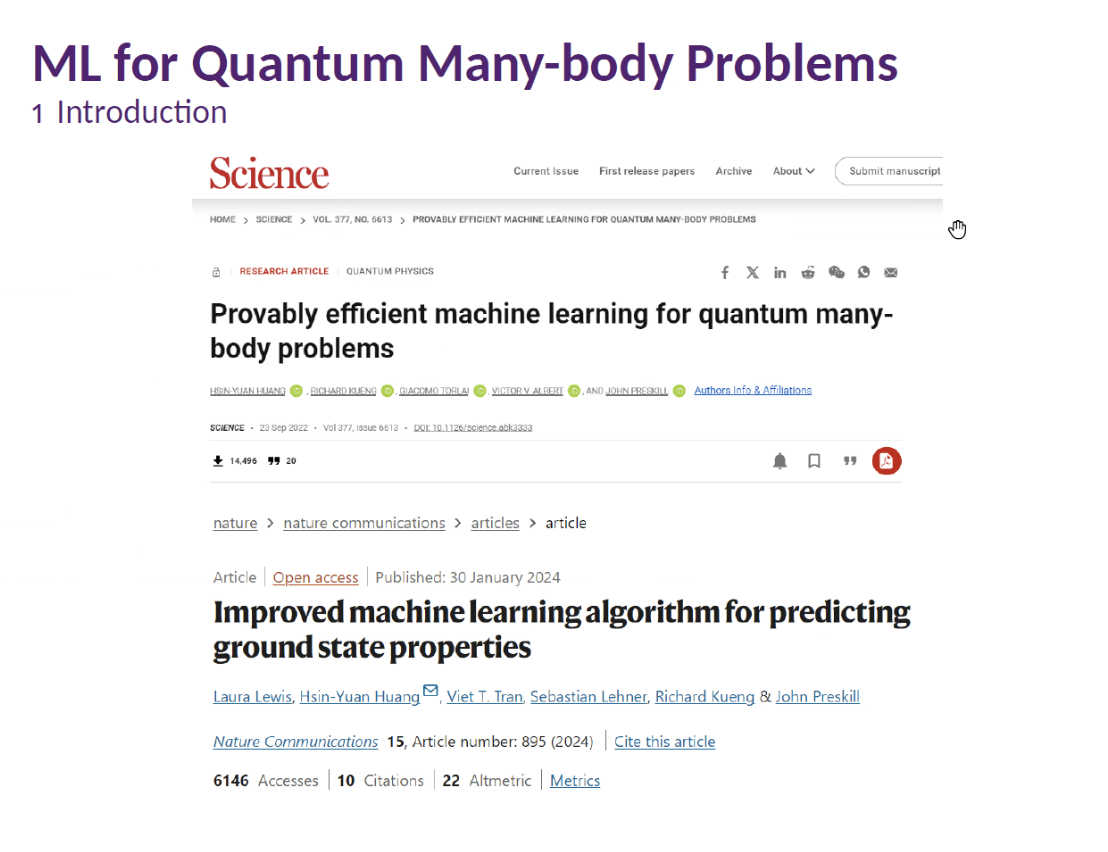 ML for Quantum Many-body Problems
1 Introduction
Science
Current Issue First release papers Archive About Submit manuscript
HOME > SCIENCE > VOL. 377, NO. 6613 > PROVABLY EFFICIENT MACHINE LEARNING FOR QUANTUM MANY-BODY PROBLEMS
RESEARCH ARTICLE | QUANTUM PHYSICS
Provably efficient machine learning for quantum many-
body problems
HSIN-YUAN HUANG, RICHARD KUENG, GIACOMO TORLAI, VICTOR V. ALBERT, AND JOHN PRESKILL Authors Info & Affiliations
SCIENCE • 23 Sep 2022 • Vol 377, Issue 6613 • DOI: 10.1126/science.abk3333
14,496 20
nature > nature communications > articles > article
Article | Open access | Published: 30 January 2024
Improved machine learning algorithm for predicting
ground state properties
Laura Lewis, Hsin-Yuan Huang, Viet T. Tran, Sebastian Lehner, Richard Kueng & John Preskill
Nature Communications 15, Article number: 895 (2024) | Cite this article
6146 Accesses | 10 Citations | 22 Altmetric | Metrics